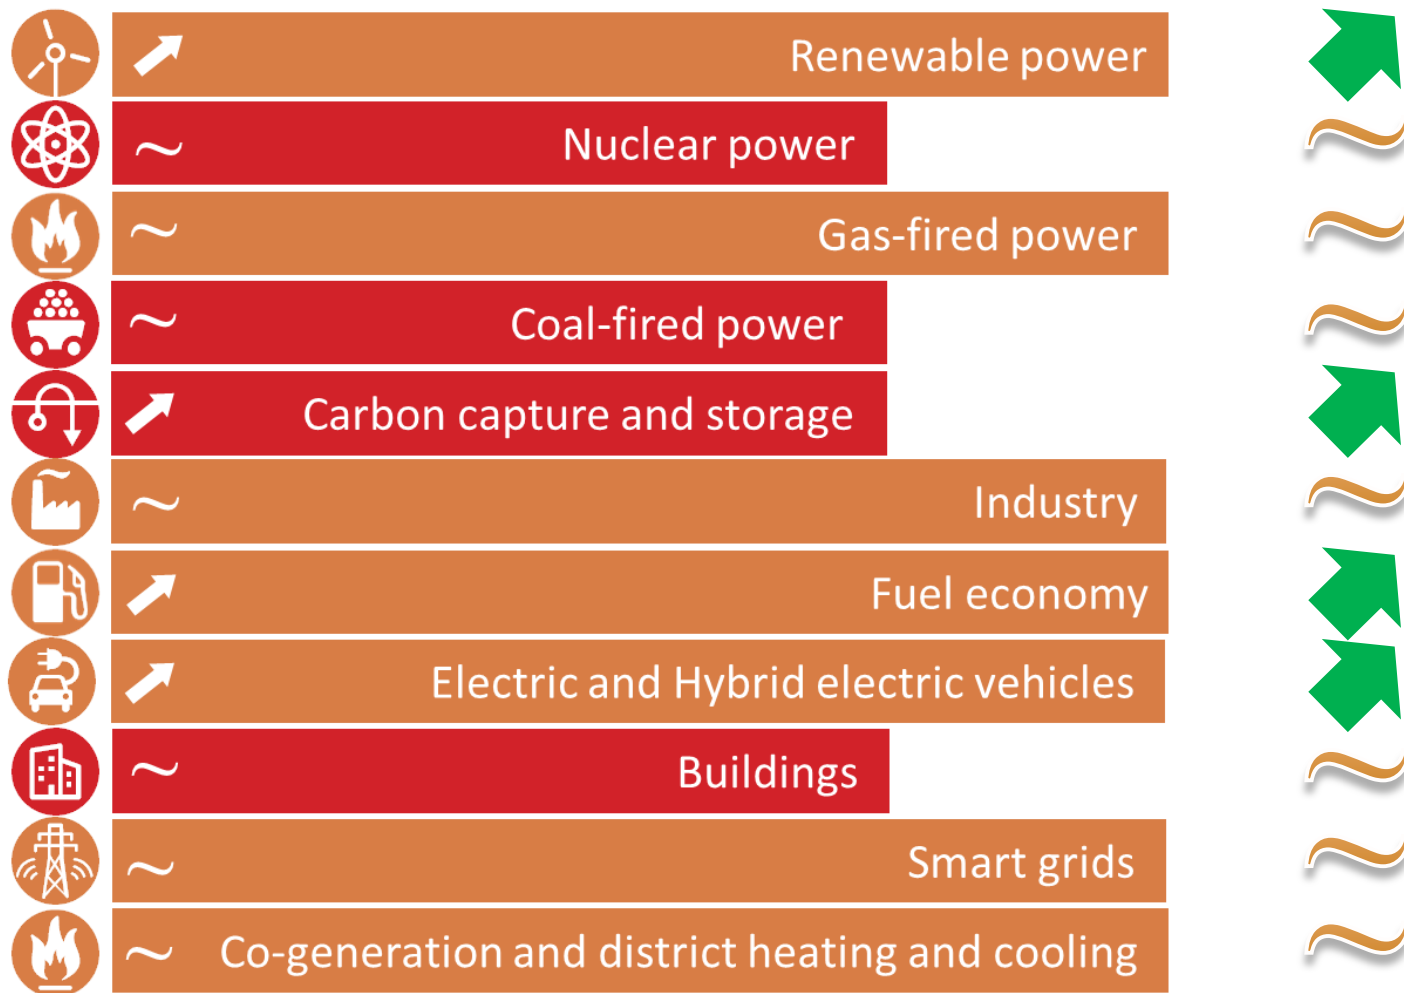 Renewable power
~ Nuclear power
~ Gas-fired power
~ Coal-fired power
Carbon capture and storage
~ Industry
Fuel economy
Electric and Hybrid electric vehicles
~ Buildings
~ Smart grids
~ Co-generation and district heating and cooling